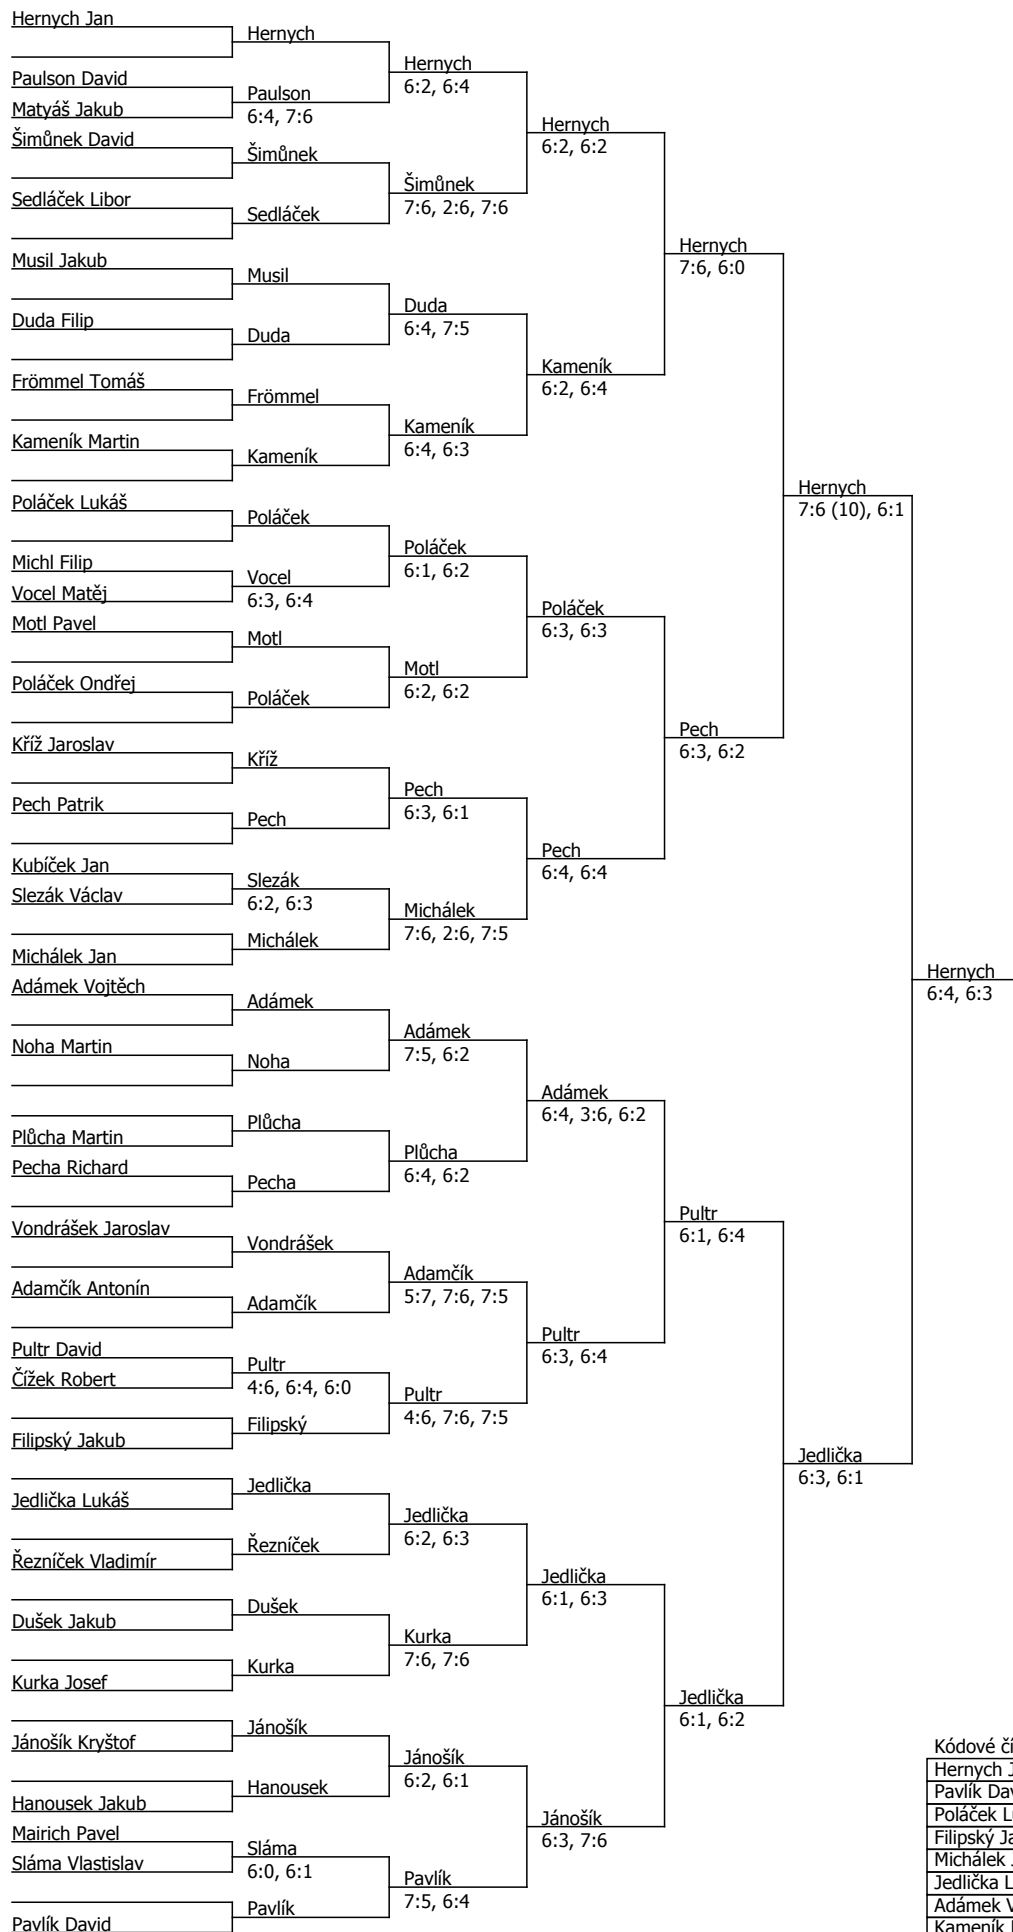 Hernych Jan
Paulson David
Matyáš Jakub
Šimůnek David
Sedláček Libor
Musil Jakub
Duda Filip
Frömmel Tomáš
Kameník Martin
Poláček Lukáš
Michl Filip
Vocel Matěj
Motl Pavel
Poláček Ondřej
Kříž Jaroslav
Pech Patrik
Kubíček Jan
Slezák Václav
Michálek Jan
Adámek Vojtěch
Noha Martin
Plůcha Martin
Pecha Richard
Vondrášek Jaroslav
Adamčík Antonín
Pultr David
Čížek Robert
Filipský Jakub
Jedlička Lukáš
Řezníček Vladimír
Dušek Jakub
Kurka Josef
Jánošík Kryštof
Hanousek Jakub
Mairich Pavel
Sláma Vlastislav
Pavlík David
Hernych
Paulson
6:4, 7:6
Šimůnek
Sedláček
Musil
Duda
Frömmel
Kameník
Poláček
Vocel
6:3, 6:4
Motl
Poláček
Kříž
Pech
Slezák
6:2, 6:3
Michálek
Adámek
Noha
Plůcha
Pecha
Vondrášek
Adamčík
Pultr
4:6, 6:4, 6:0
Filipský
Jedlička
Řezníček
Dušek
Kurka
Jánošík
Hanousek
Sláma
6:0, 6:1
Pavlík
Hernych
6:2, 6:4
Šimůnek
7:6, 2:6, 7:6
Duda
6:4, 7:5
Kameník
6:4, 6:3
Poláček
6:1, 6:2
Motl
6:2, 6:2
Pech
6:3, 6:1
Michálek
7:6, 2:6, 7:5
Adámek
7:5, 6:2
Plůcha
6:4, 6:2
Adamčík
5:7, 7:6, 7:5
Pultr
4:6, 7:6, 7:5
Jedlička
6:2, 6:3
Kurka
7:6, 7:6
Jánošík
6:2, 6:1
Pavlík
7:5, 6:4
Hernych
6:2, 6:2
Kameník
6:2, 6:4
Poláček
6:3, 6:3
Pech
6:4, 6:4
Adámek
6:4, 3:6, 6:2
Pultr
6:3, 6:4
Jedlička
6:1, 6:3
Jánošík
6:3, 7:6
Hernych
7:6, 6:0
Pech
6:3, 6:2
Pultr
6:1, 6:4
Jedlička
6:1, 6:2
Hernych
7:6 (10), 6:1
Jedlička
6:3, 6:1
Hernych
6:4, 6:3
Kódové
Hernych
Pavlík
Poláček
Filipský
Michálek
Jedlička
Adámek
Kameník